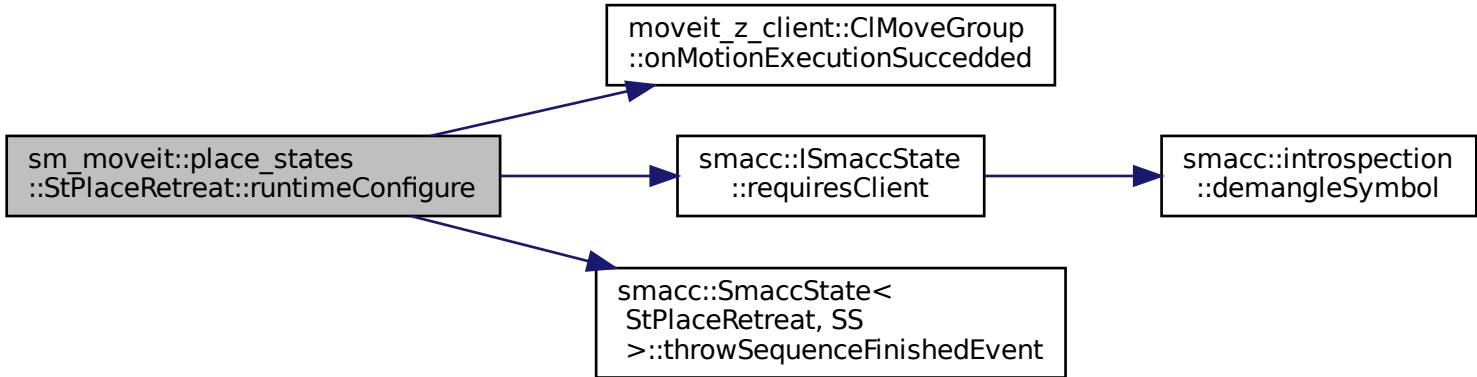 moveit_z_client::ClMoveGroup
::onMotionExecutionSuccedded
sm_moveit::place_states
::StPlaceRetreat::runtimeConfigure
smacc::ISmaccState
::requiresClient
smacc::introspection
::demangleSymbol
smacc::SmaccState<
StPlaceRetreat, SS
>::throwSequenceFinishedEvent